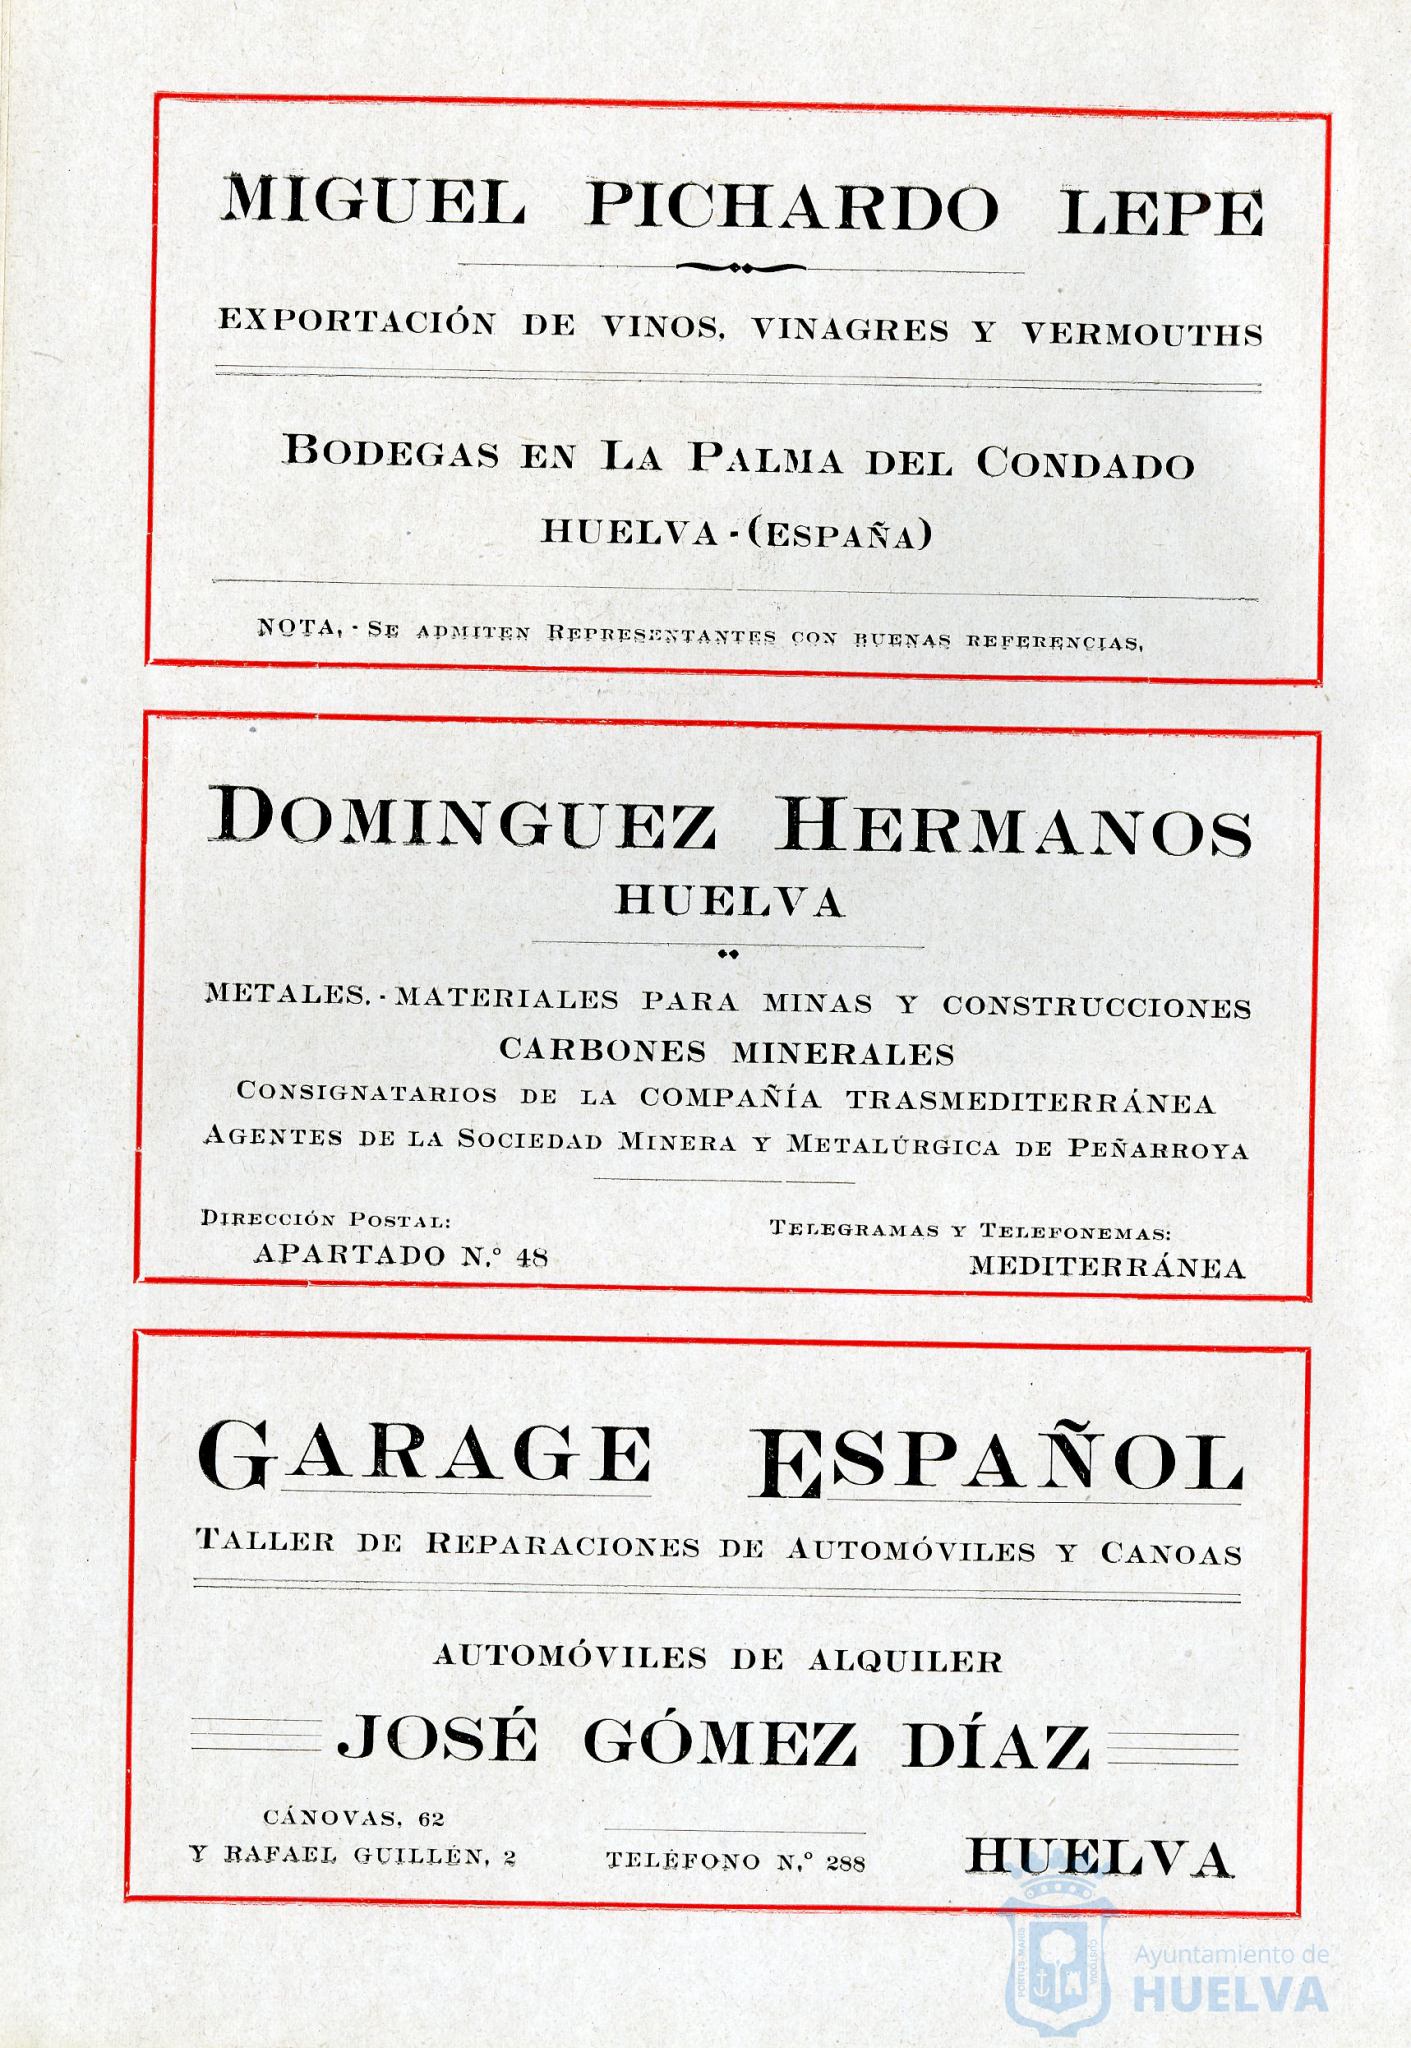 MIGUEL PICHARDO LEPE
EXPORTACIÓN DE VINOS, VINAGRES Y VERMOUTHS
BODEGAS EN LA PALMA DEL CONDADO
HUELVA - (ESPAÑA)
NOTA, - SE ADMITEN REPRESENTANTES CON BUENAS REFERENCIAS,
DOMINGUEZ HERMANOS
HUELVA
METALES. - MATERIALES PARA MINAS Y CONSTRUCCIONES
CARBONES MINERALES
CONSIGNATARIOS DE LA COMPAÑÍA TRASMEDITERRÁNEA
AGENTES DE LA SOCIEDAD MINERA Y METALÚRGICA DE PEÑARROYA
DIRECCIÓN POSTAL:
APARTADO N.º 48
TELEGRAMAS Y TELEFONEMAS:
MEDITERRÁNEA
GARAGE ESPAÑOL
TALLER DE REPARACIONES DE AUTOMÓVILES Y CANOAS
AUTOMÓVILES DE ALQUILER
JOSÉ GÓMEZ DÍAZ
CÁNOVAS, 62
Y RAFAEL GUILLÉN, 2
TELÉFONO N.º 288
HUELVA
PORTUS MARIS
CUSTODIA
Ayuntamiento de
HUELVA